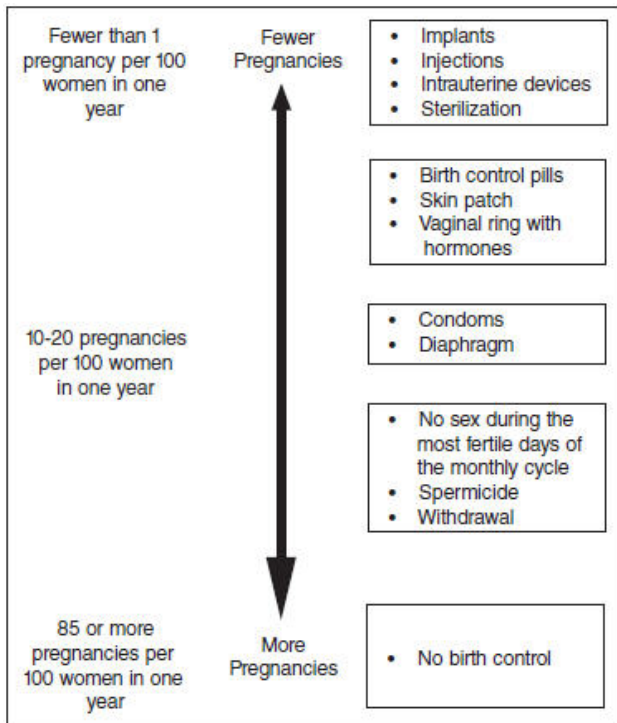 Fewer than 1
pregnancy per 100
women in one
year
Fewer
Pregnancies
• Implants
• Injections
• Intrauterine devices
• Sterilization
• Birth control pills
• Skin patch
• Vaginal ring with
hormones
10-20 pregnancies
per 100 women
in one year
• Condoms
• Diaphragm
• No sex during the
most fertile days of
the monthly cycle
• Spermicide
• Withdrawal
85 or more
pregnancies per
100 women in one
year
More
Pregnancies
• No birth control